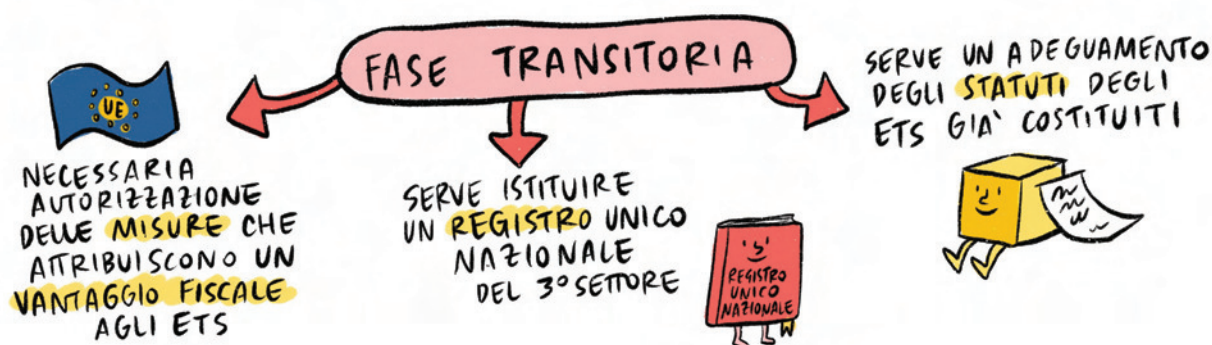 FASE TRANSITORIA
UE
NECESSARIA
AUTORIZZAZIONE
DELLE MISURE CHE
ATTRIBUISCONO UN
VANTAGGIO FISCALE
AGLI ETS
SERVE ISTITUIRE
UN REGISTRO UNICO
NAZIONALE
DEL 3° SETTORE
REGISTRO
UNICO
NAZIONALE
SERVE UN ADEGUAMENTO
DEGLI STATUTI DEGLI
ETS GIA' COSTITUITI